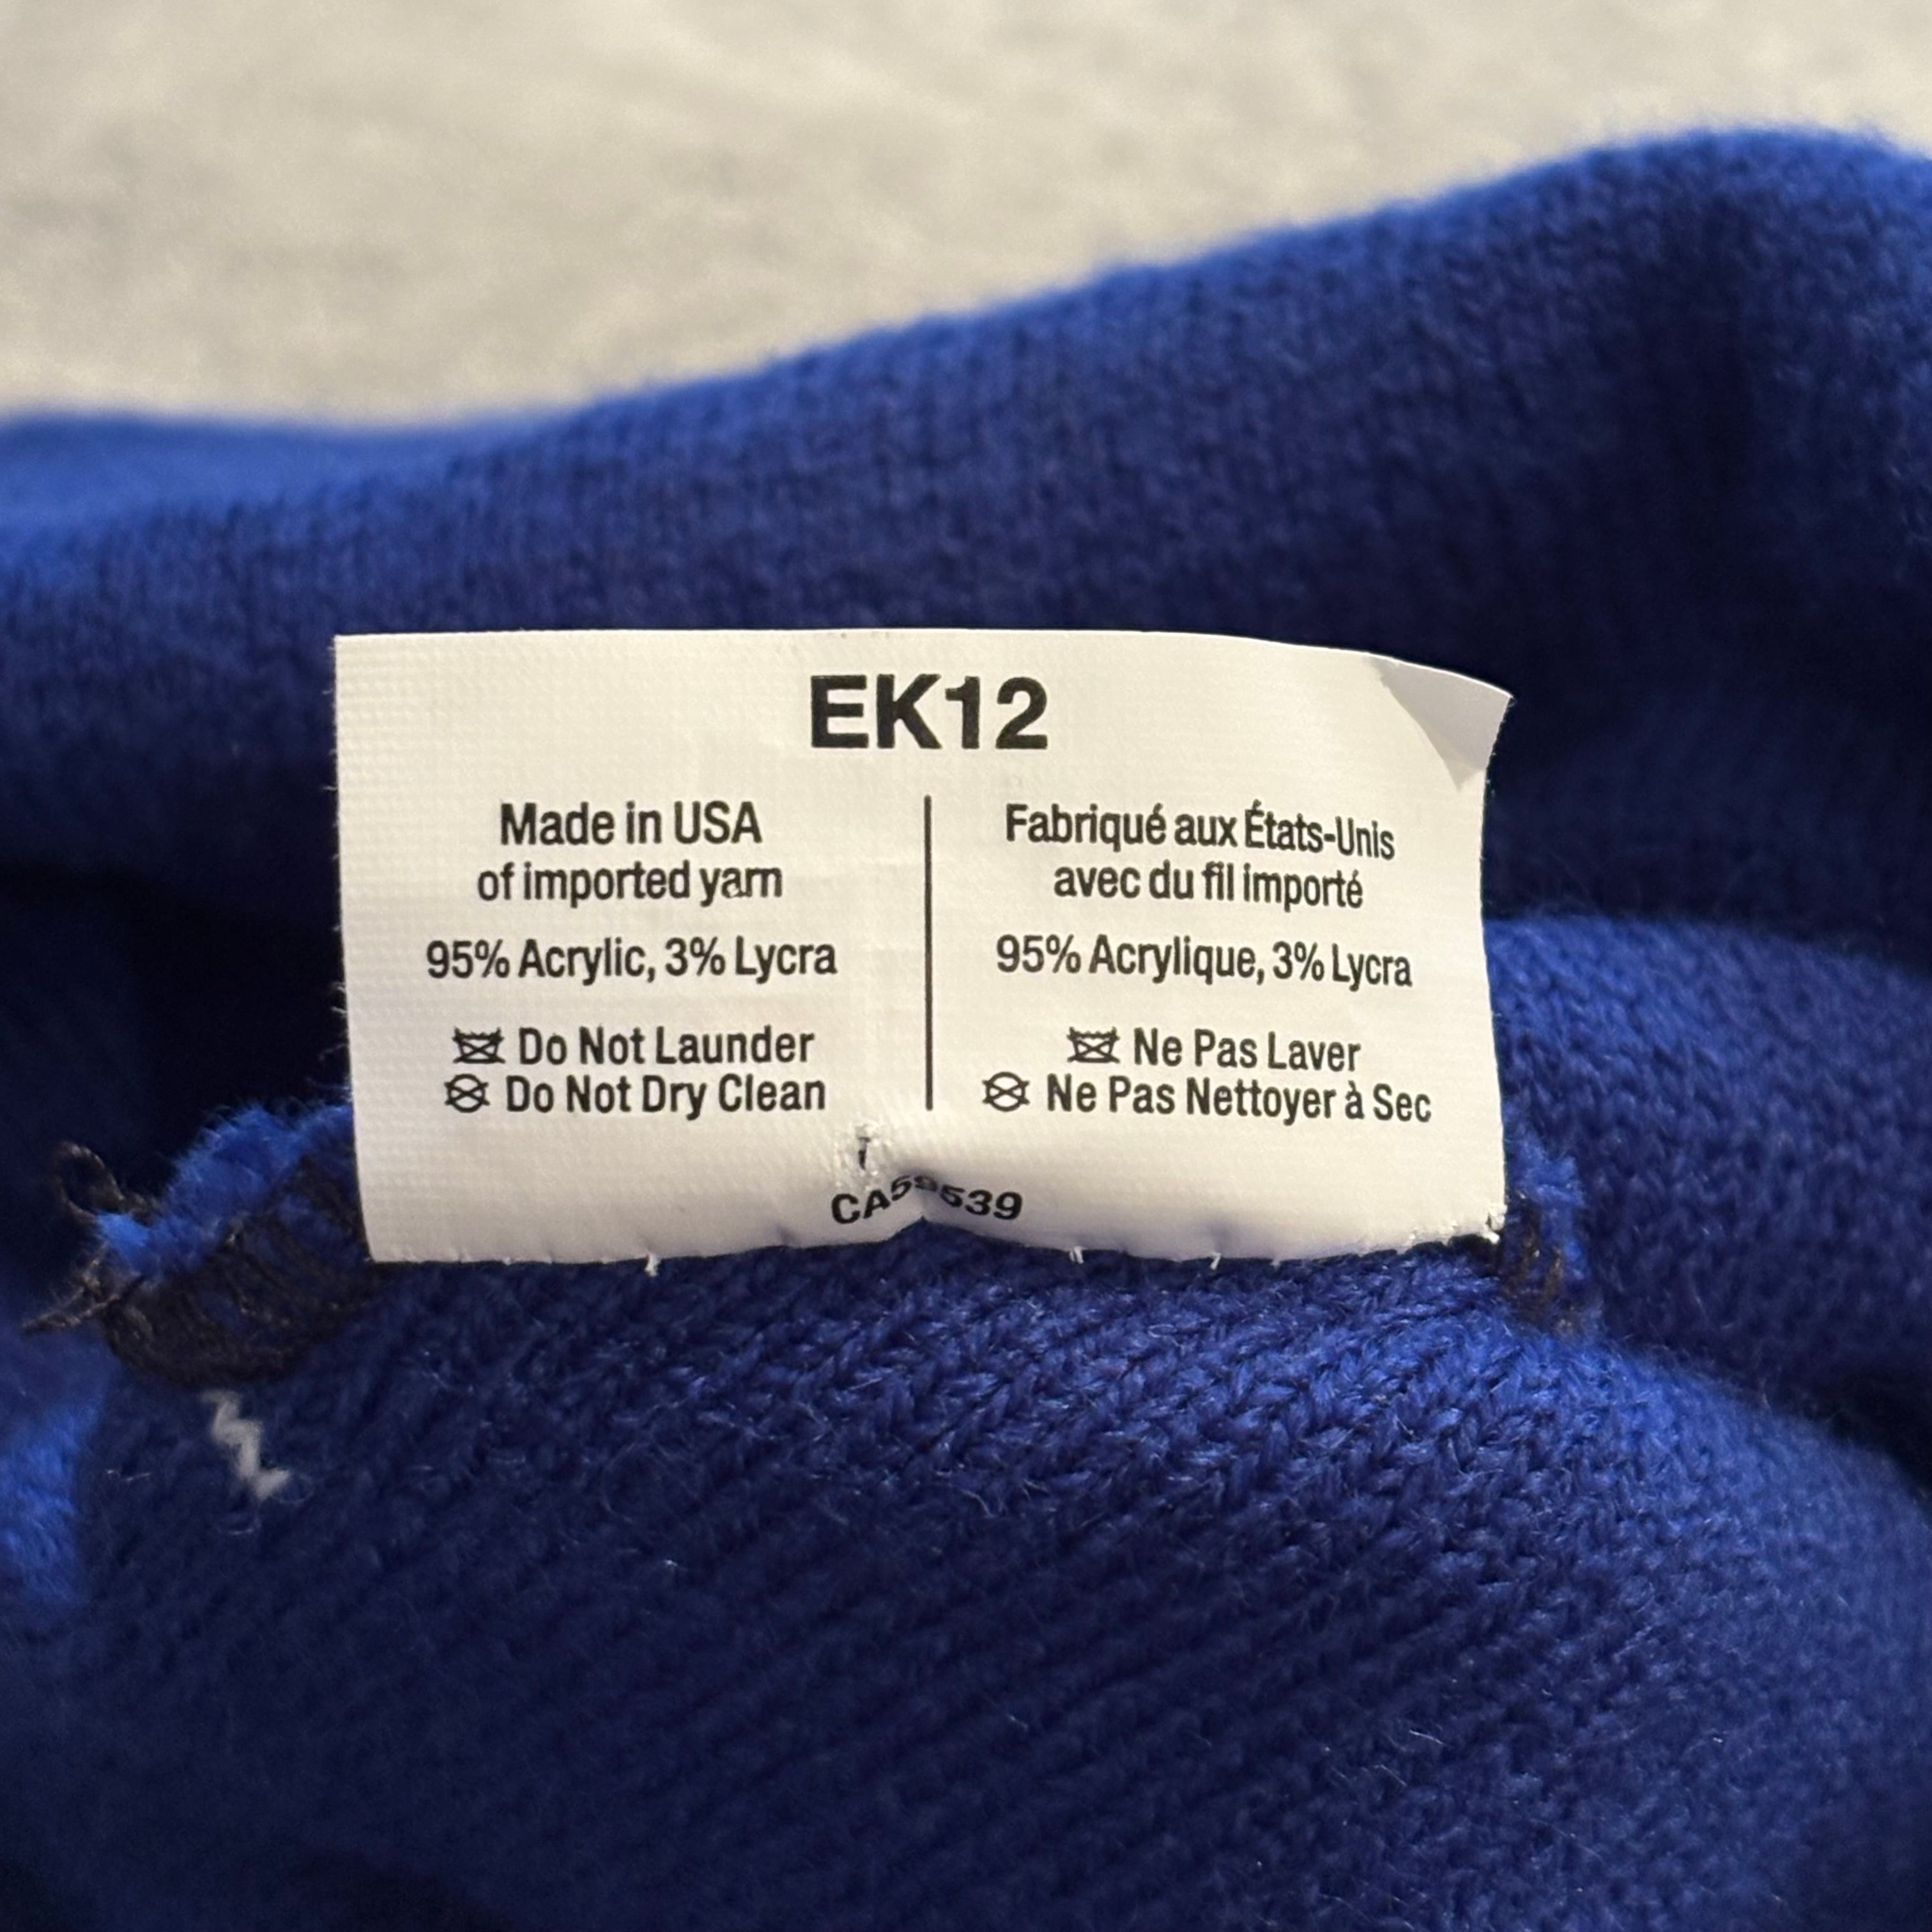 EK12
Made in USA
of imported yarn
95% Acrylic, 3% Lycra
Do Not Launder
Do Not Dry Clean
Fabriqué aux États-Unis
avec du fil importé
95% Acrylique, 3% Lycra
Ne Pas Laver
Ne Pas Nettoyer à Sec
CA59539